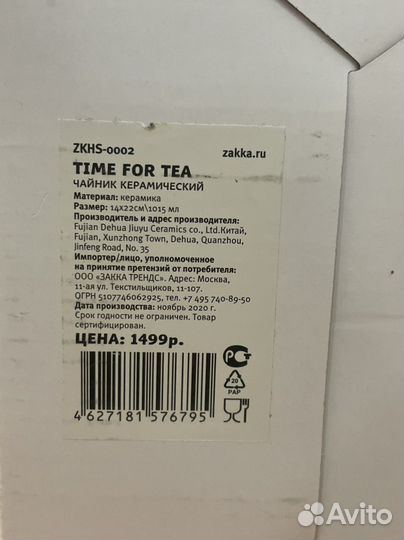 ZKHS-0002 zakka.ru
TIME FOR TEA
ЧАЙНИК КЕРАМИЧЕСКИЙ
Материал: керамика
Размер: 14х22см\1015 мл
Производитель и адрес производителя:
Fujian Dehua Jiuyu Ceramics co., Ltd.Китай,
Fujian, Xunzhong Town, Dehua, Quanzhou,
Jinfeng Road, No. 35
Импортер/лицо, уполномоченное
на принятие претензий от потребителя:
ООО «ЗАККА ТРЕНДС». Адрес: Москва,
11-ая ул. Текстильщиков, 11-107.
ОГРН 5107746062925, тел. +7 495 740-89-50
Дата производства: ноябрь 2020 г.
Срок годности не ограничен. Товар
сертифицирован.
ЦЕНА: 1499р.
РСТ
20
PAP
4 627181 576795
Avito